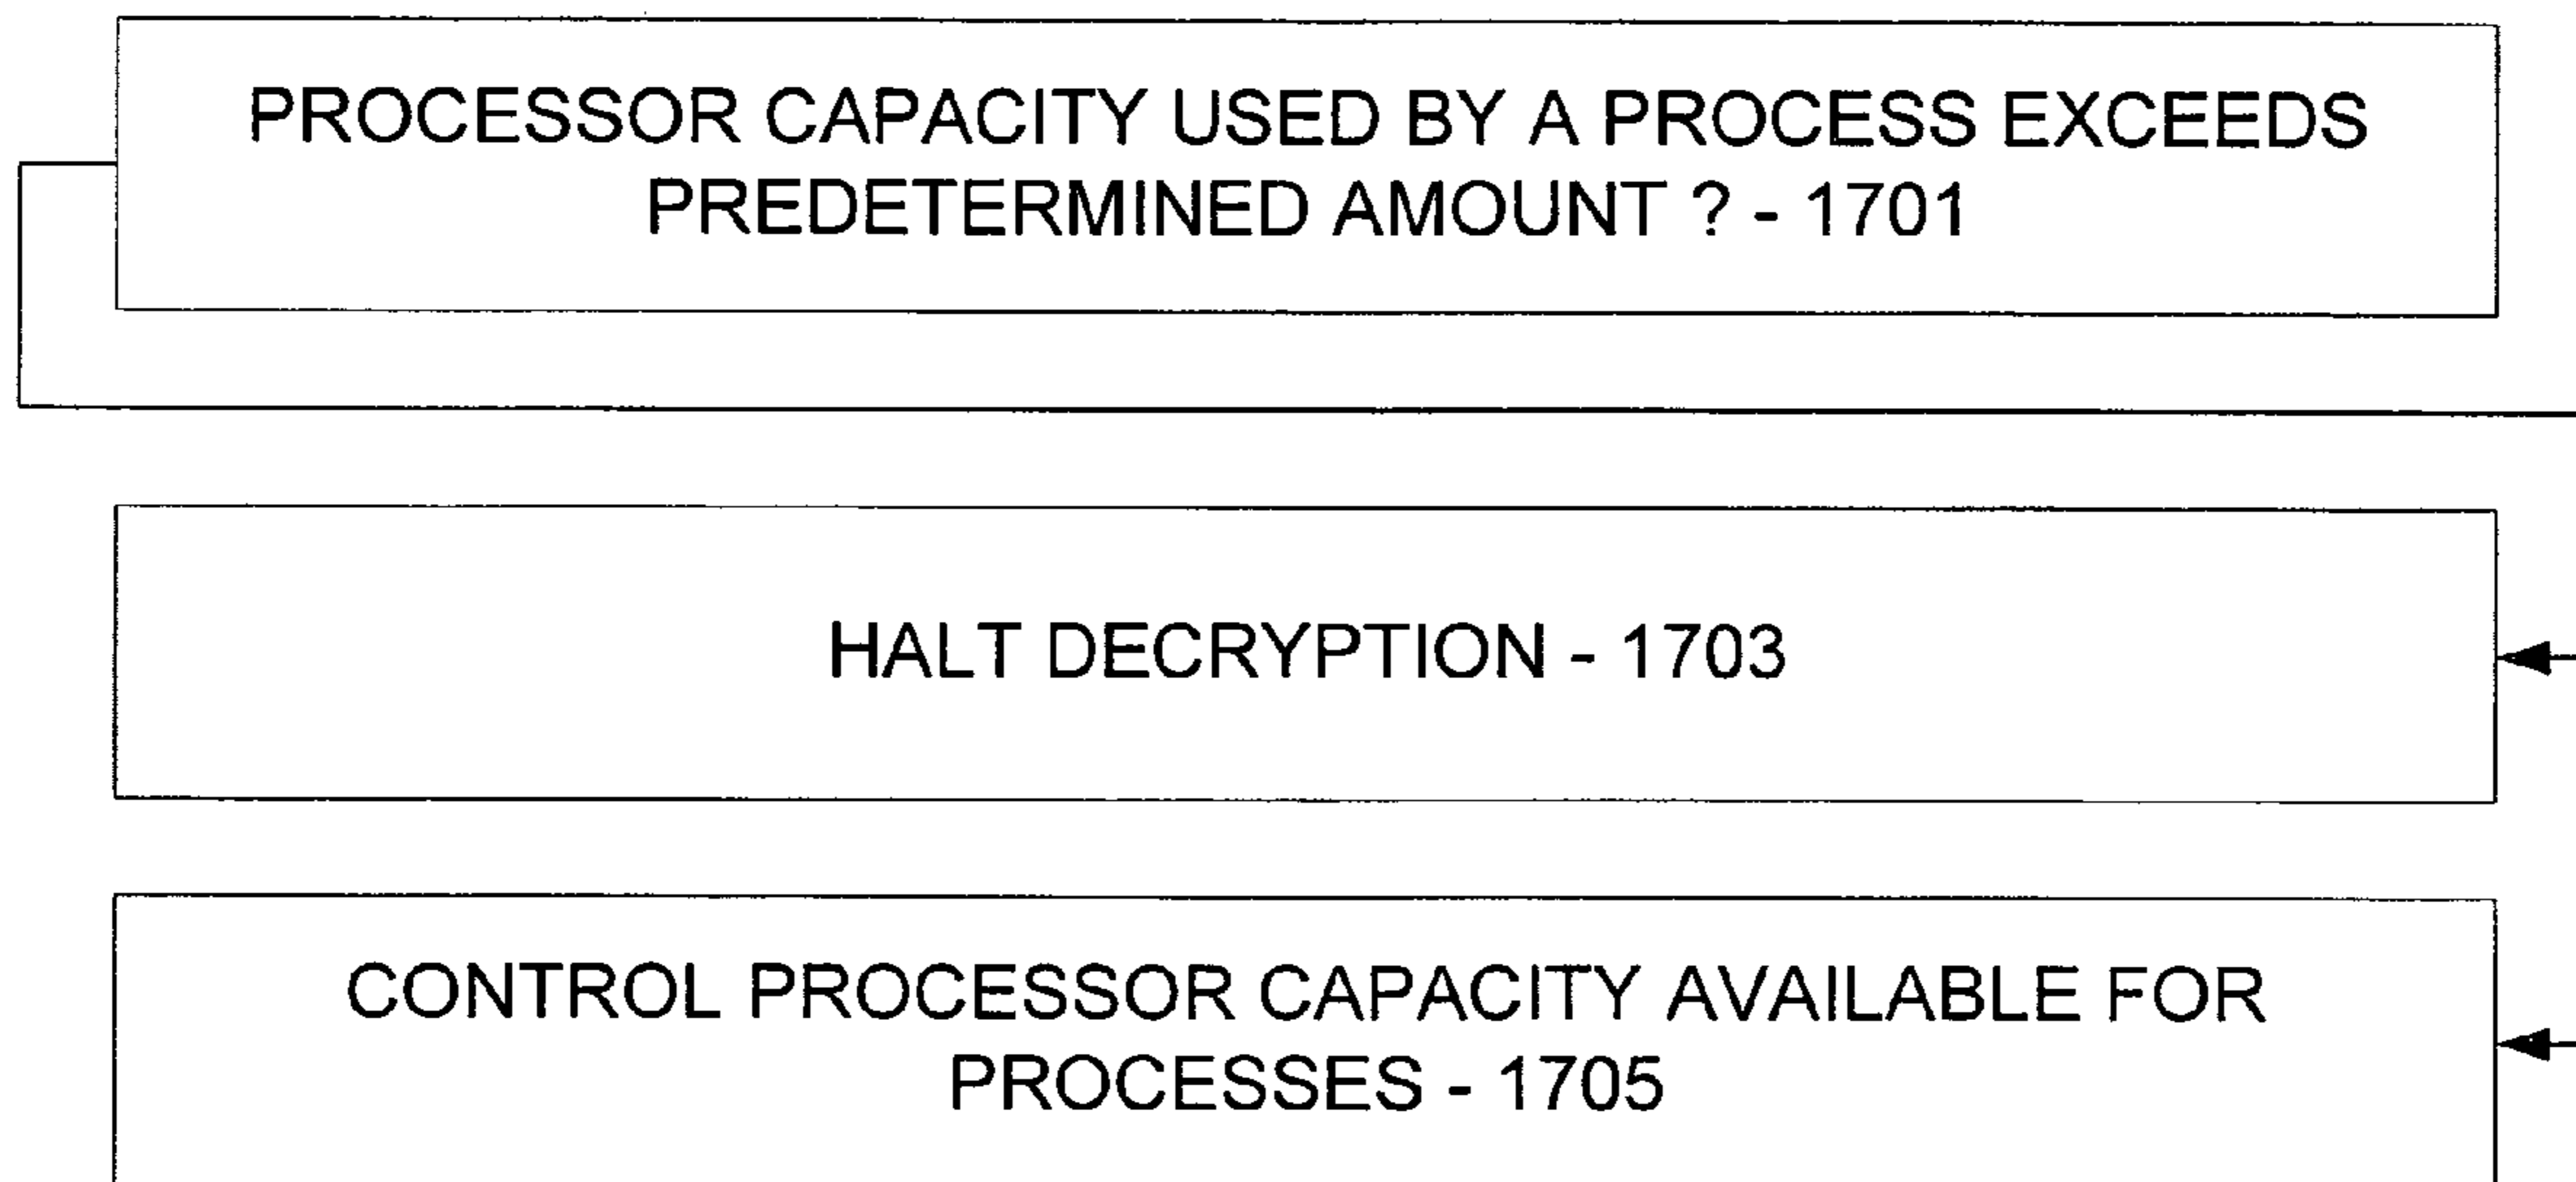 PROCESSOR CAPACITY USED BY A PROCESS EXCEEDS
PREDETERMINED AMOUNT ? - 1701
HALT DECRYPTION - 1703
CONTROL PROCESSOR CAPACITY AVAILABLE FOR
PROCESSES - 1705